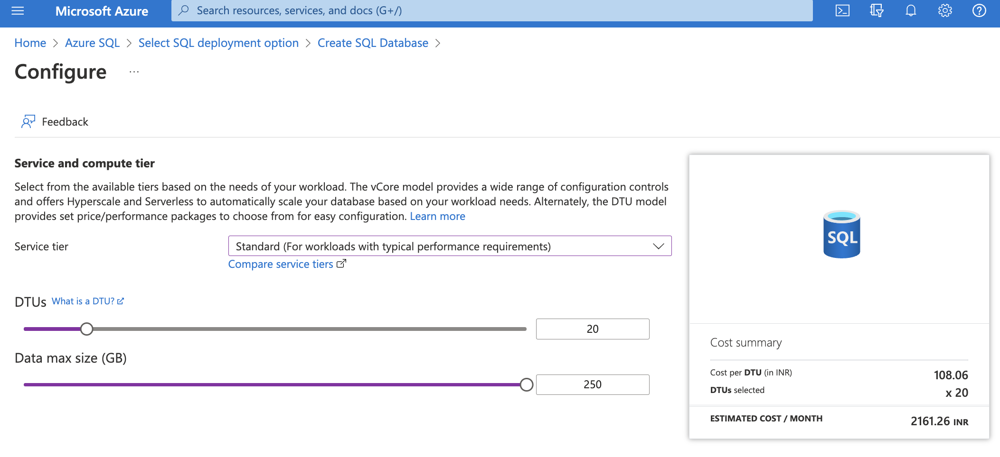 Microsoft Azure
Search resources, services, and docs (G+/)
Home > Azure SQL > Select SQL deployment option > Create SQL Database >
Configure ...
Feedback
Service and compute tier
Select from the available tiers based on the needs of your workload. The vCore model provides a wide range of configuration controls
and offers Hyperscale and Serverless to automatically scale your database based on your workload needs. Alternately, the DTU model
provides set price/performance packages to choose from for easy configuration. Learn more
Service tier
Standard (For workloads with typical performance requirements)
Compare service tiers
DTUs What is a DTU?
20
Data max size (GB)
250
SQL
Cost summary
Cost per DTU (in INR) 108.06
DTUs selected x 20
ESTIMATED COST / MONTH 2161.26 INR